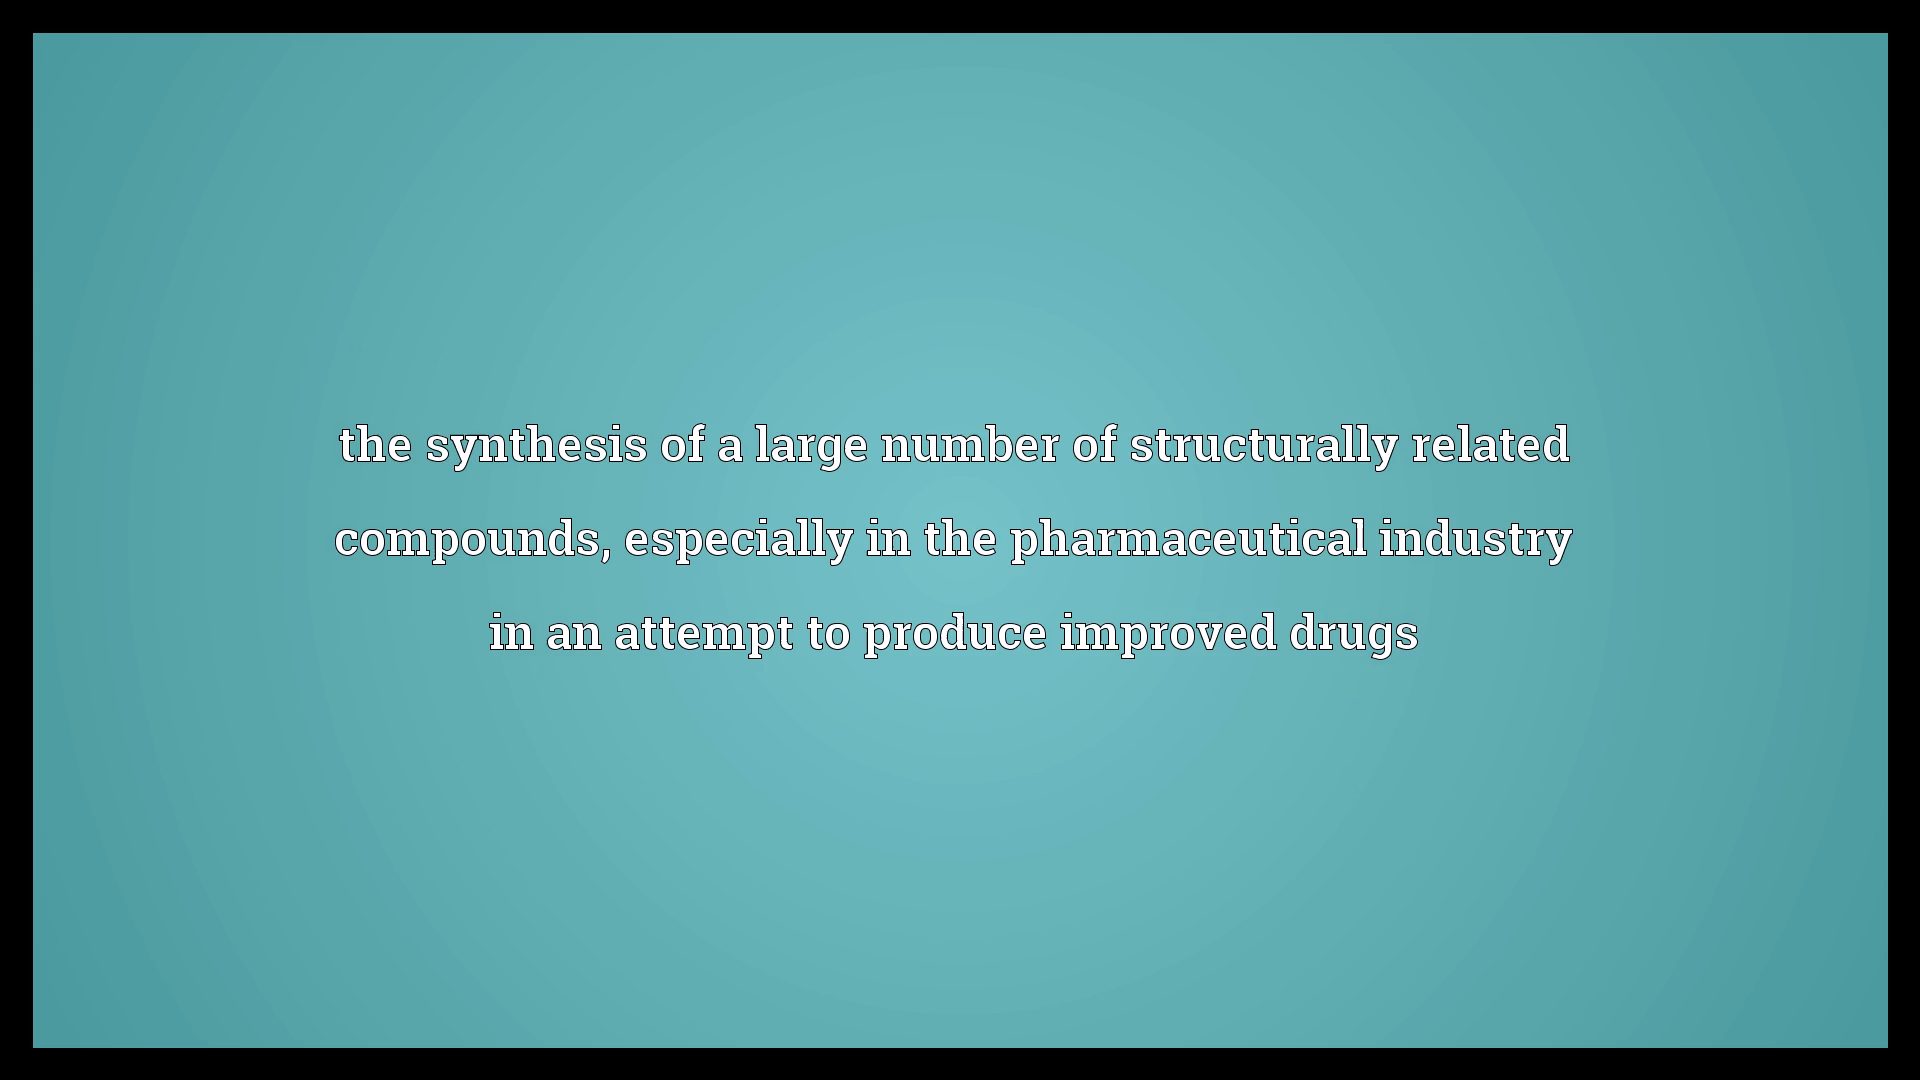 the synthesis of a large number of structurally related
compounds, especially in the pharmaceutical industry
in an attempt to produce improved drugs